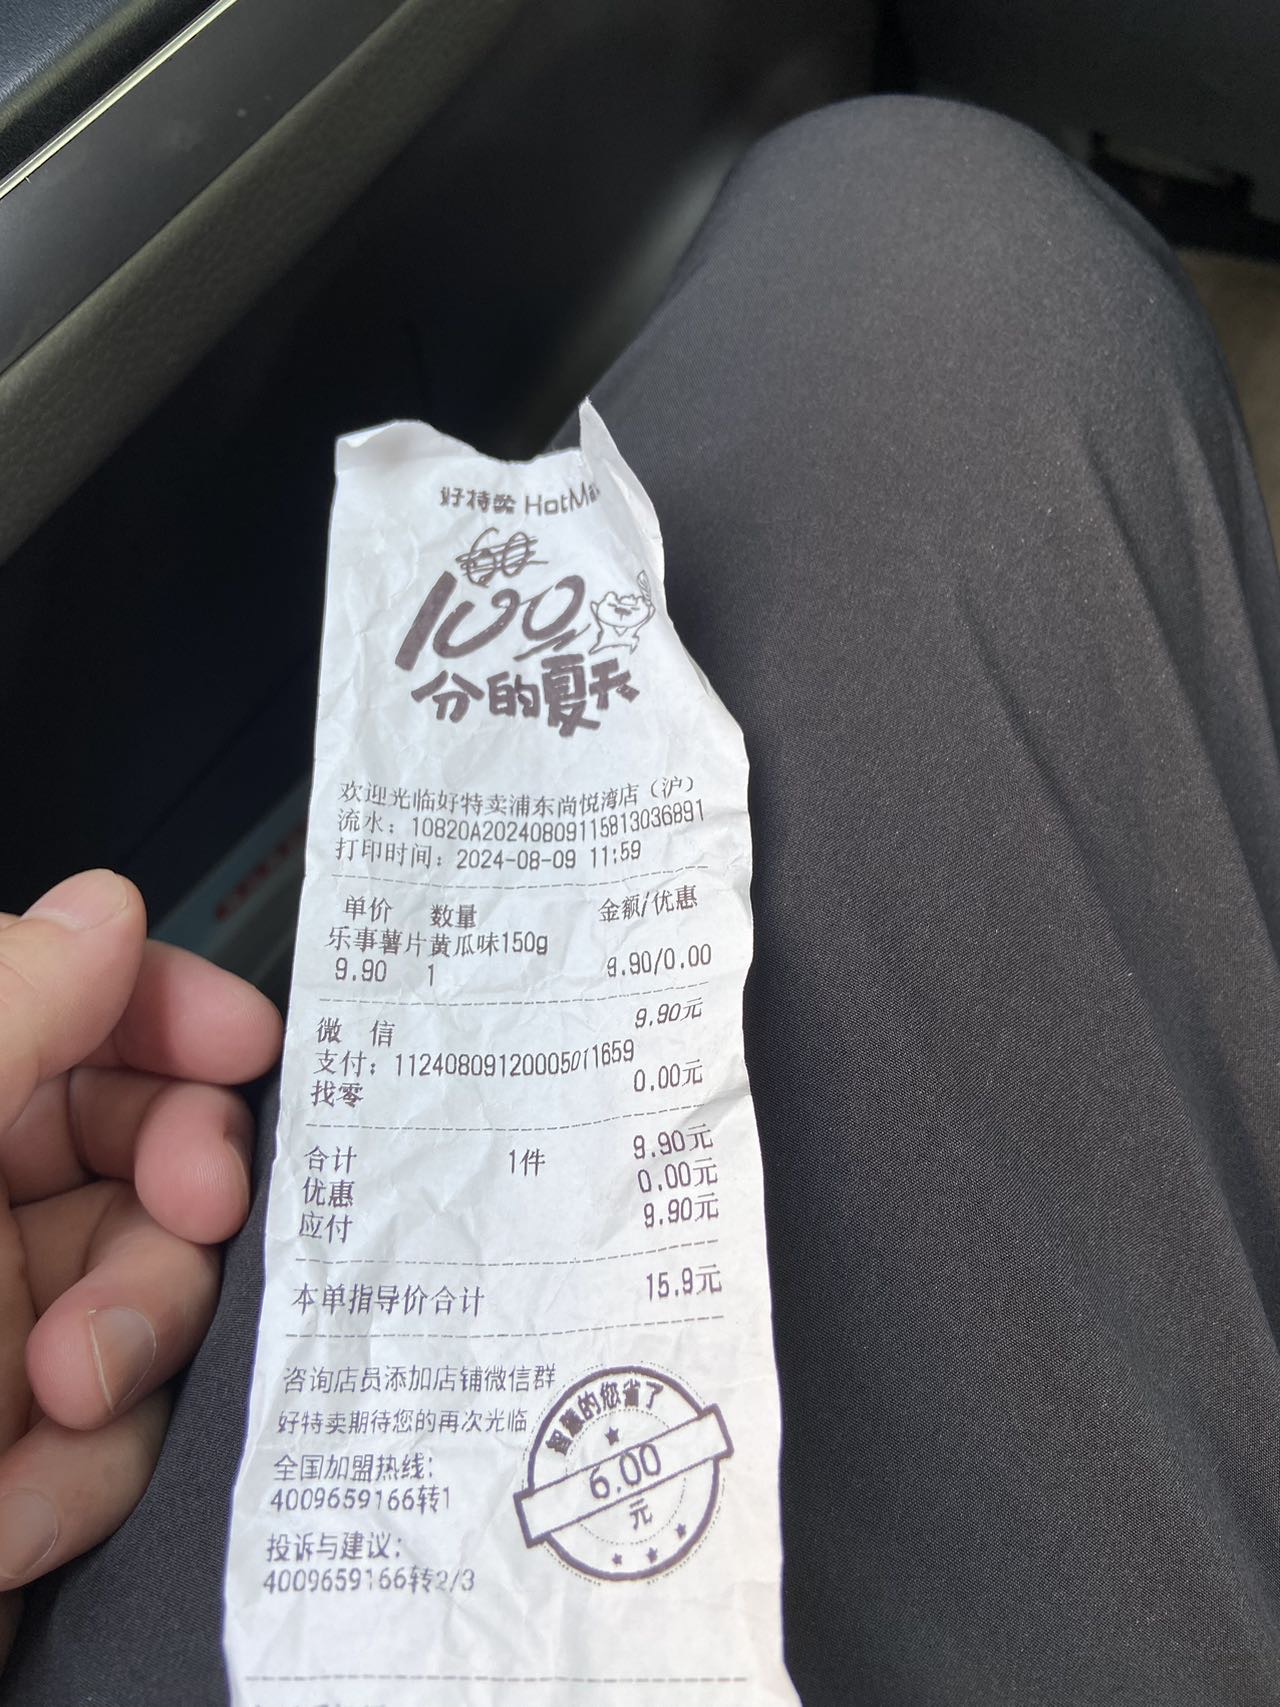 好特卖 HotMa
100
分的夏天
欢迎光临好特卖浦东尚悦湾店（沪）
流水：10820A20240809115813036891
打印时间：2024-08-09 11:59
单价 数量 金额/优惠
乐事薯片黄瓜味150g
9.90 1 9.90/0.00
微 信 9.90元
支付：11240809120005011659
找零 0.00元
合计 1件 9.90元
优惠 0.00元
应付 9.90元
本单指导价合计 15.9元
咨询店员添加店铺微信群
好特卖期待您的再次光临
全国加盟热线：
4009659166转1
投诉与建议：
4009659166转2/3
智慧的您省了
6.00
元